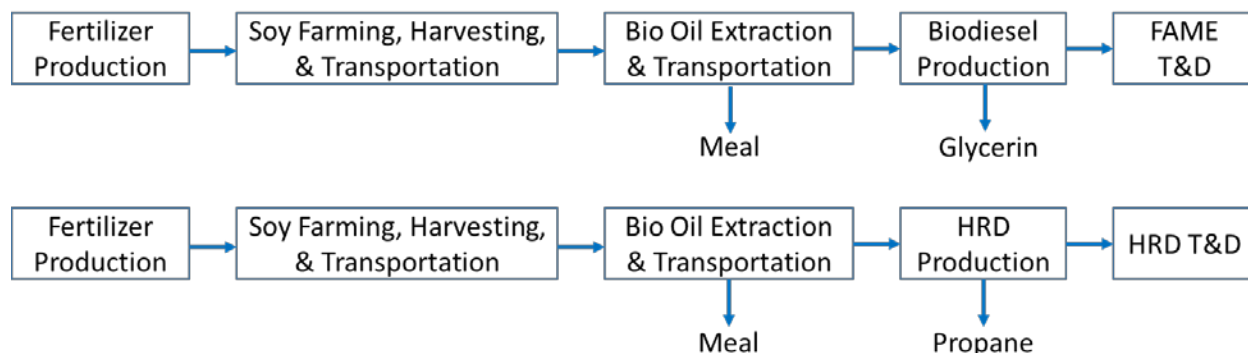 Fertilizer
Production
Soy Farming, Harvesting,
& Transportation
Bio Oil Extraction
& Transportation
Biodiesel
Production
FAME
T&D
Meal
Glycerin
Fertilizer
Production
Soy Farming, Harvesting,
& Transportation
Bio Oil Extraction
& Transportation
HRD
Production
HRD T&D
Meal
Propane